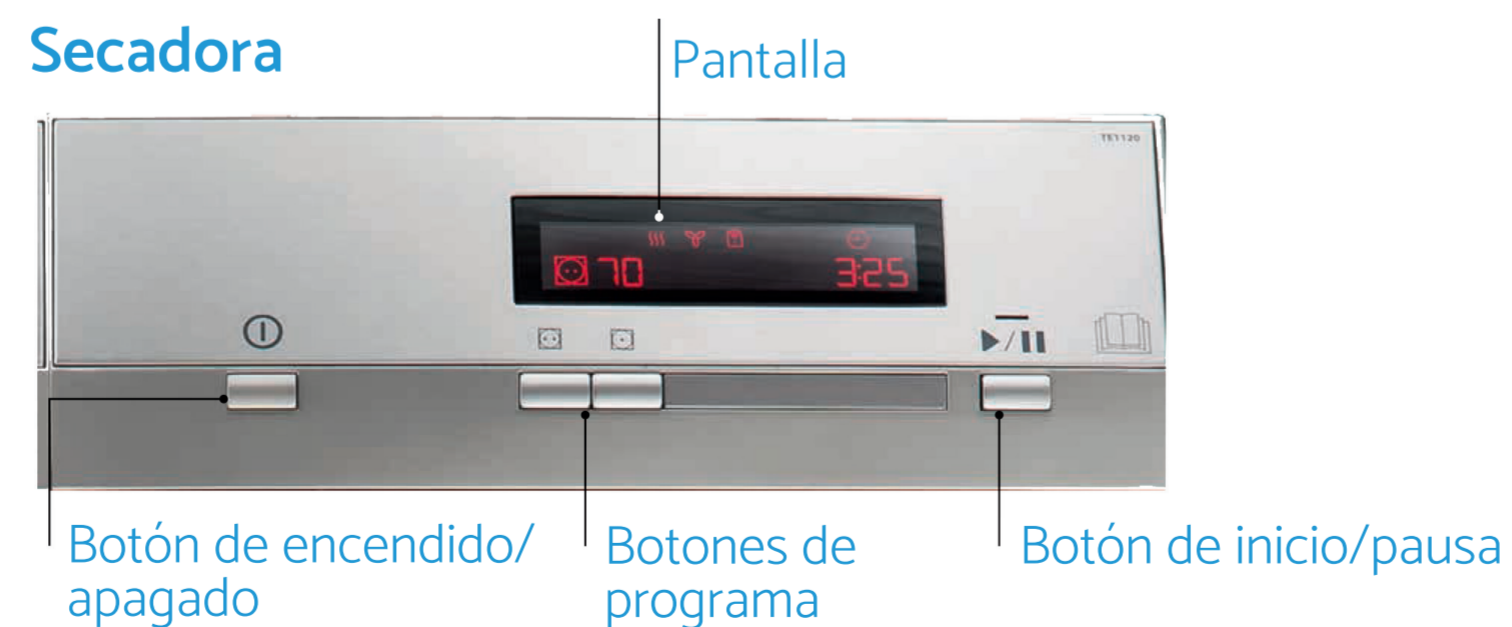 Secadora
Pantalla
TE1120
70
3:25
Botón de encendido/
apagado
Botones de
programa
Botón de inicio/pausa